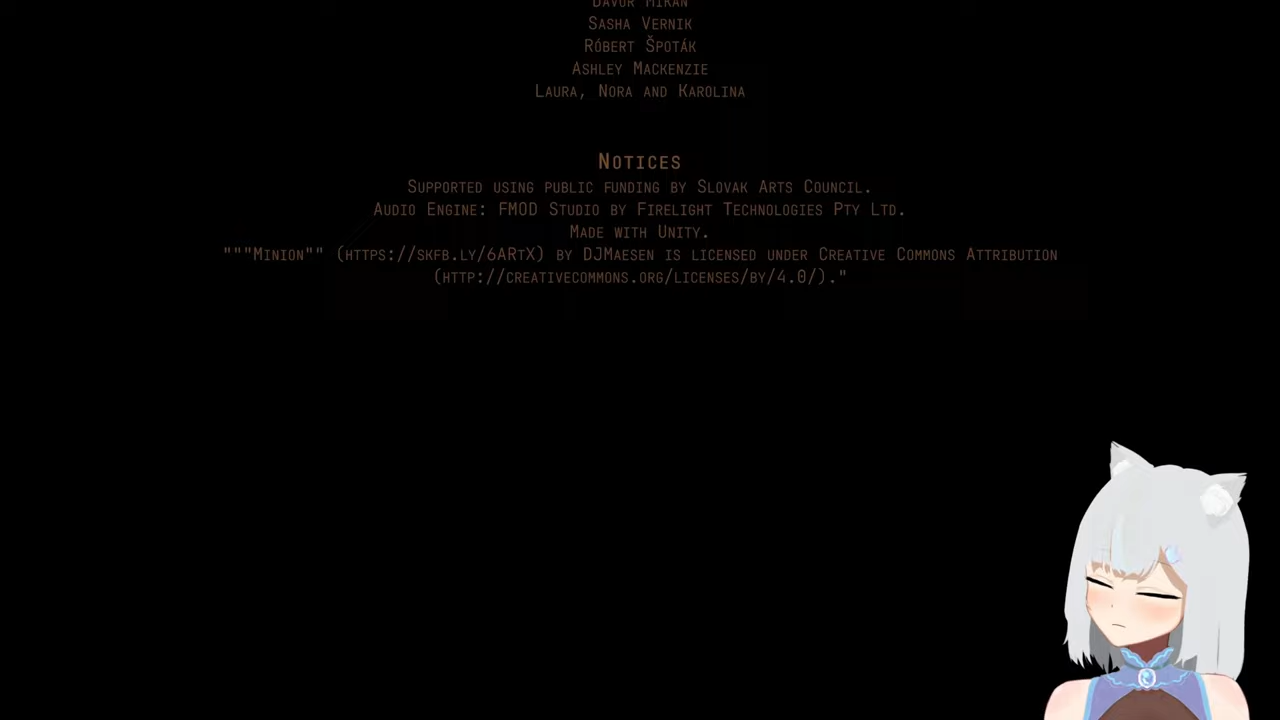 Davor Mikan
Sasha Vernik
Róbert Špoták
Ashley Mackenzie
Laura, Nora and Karolina
Notices
Supported using public funding by Slovak Arts Council.
Audio Engine: FMOD Studio by Firelight Technologies Pty Ltd.
Made with Unity.
"""Minion"" (https://skfb.ly/6ARtX) by DJMaesen is licensed under Creative Commons Attribution
(http://creativecommons.org/licenses/by/4.0/)."